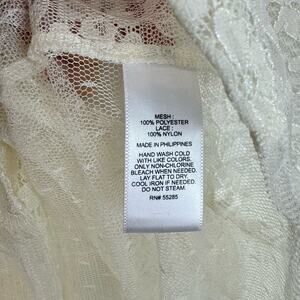 MESH :
100% POLYESTER
LACE :
100% NYLON
MADE IN PHILIPPINES
HAND WASH COLD
WITH LIKE COLORS.
ONLY NON-CHLORINE
BLEACH WHEN NEEDED.
LAY FLAT TO DRY.
COOL IRON IF NEEDED.
DO NOT STEAM.
RN# 55285